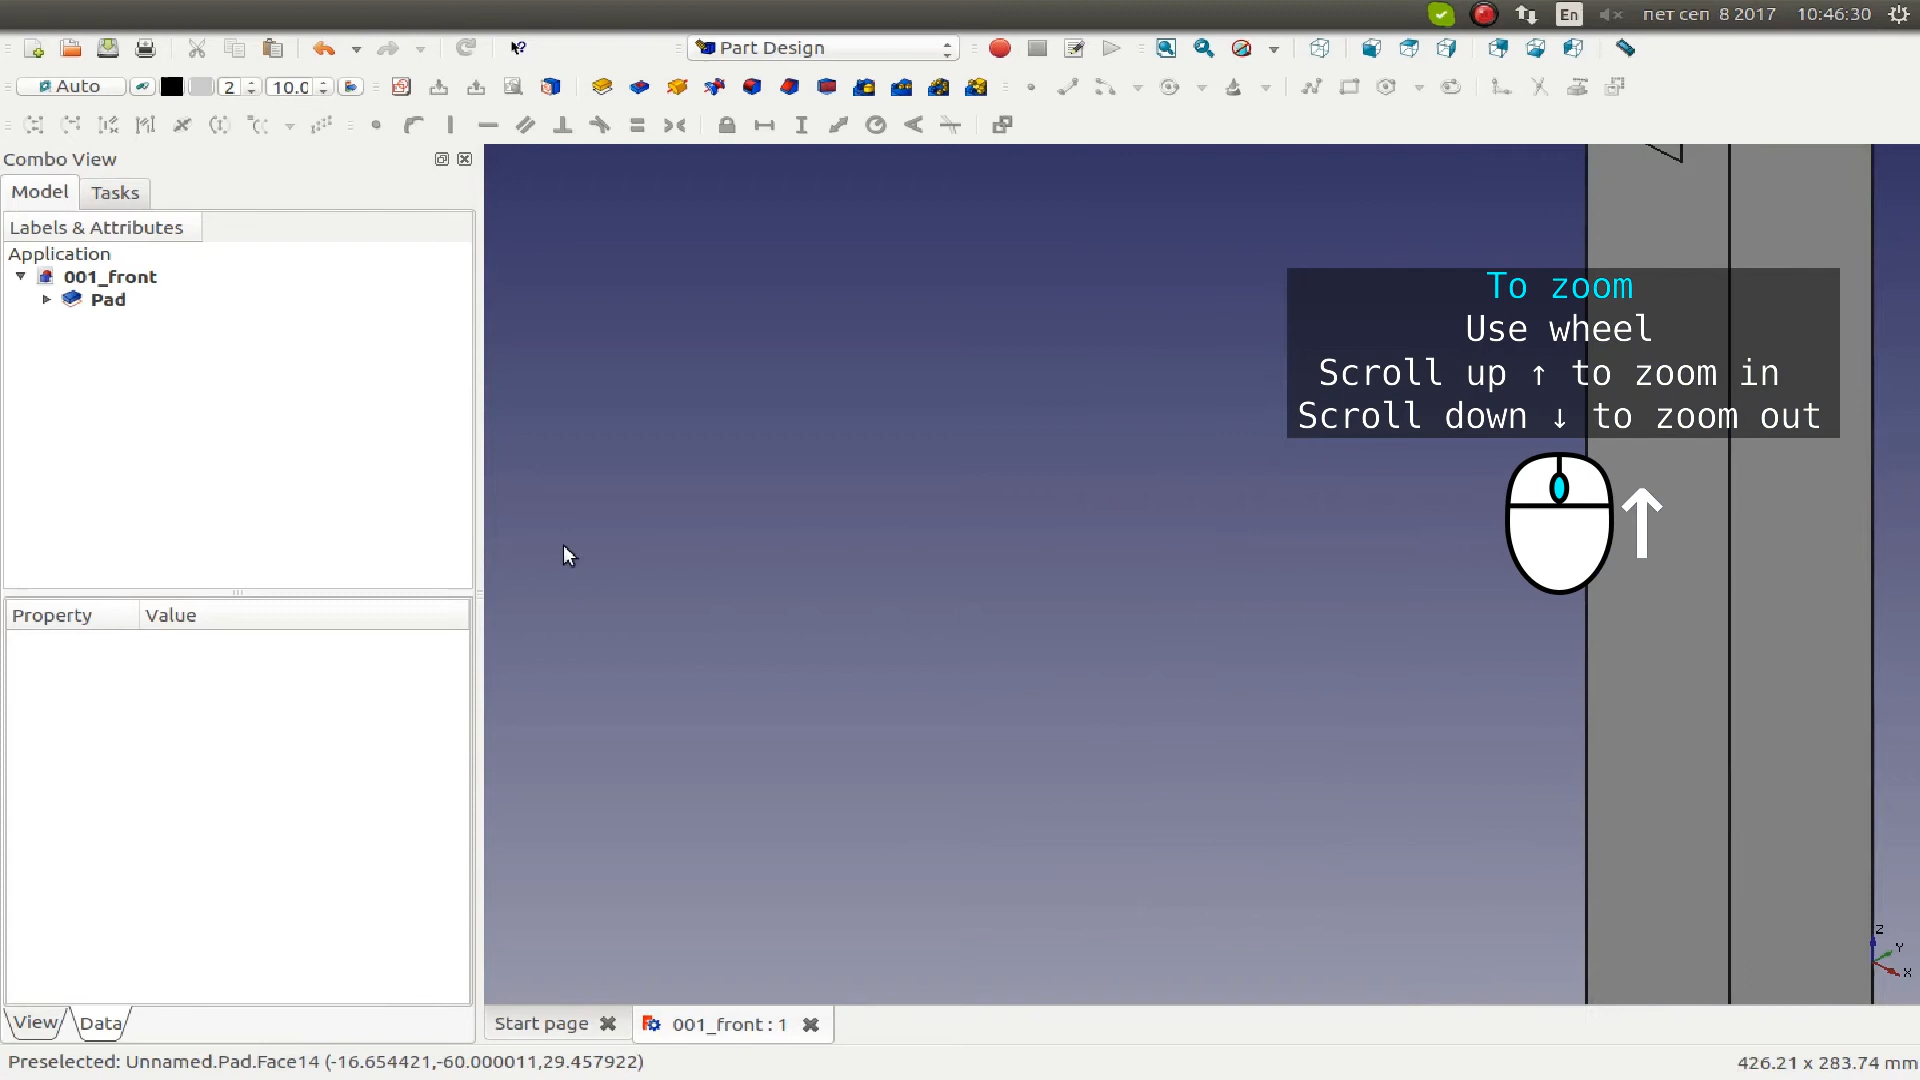 En
пет сеп 8 2017
10:46:30
Part Design
Auto
2
10.0
Combo View
Model
Tasks
Labels & Attributes
Application
001_front
Pad
To zoom
Use wheel
Scroll up ↑ to zoom in
Scroll down ↓ to zoom out
Property
Value
Z
Y
X
View
Data
Start page
001_front : 1
Preselected: Unnamed.Pad.Face14 (-16.654421,-60.000011,29.457922)
426.21 x 283.74 mm